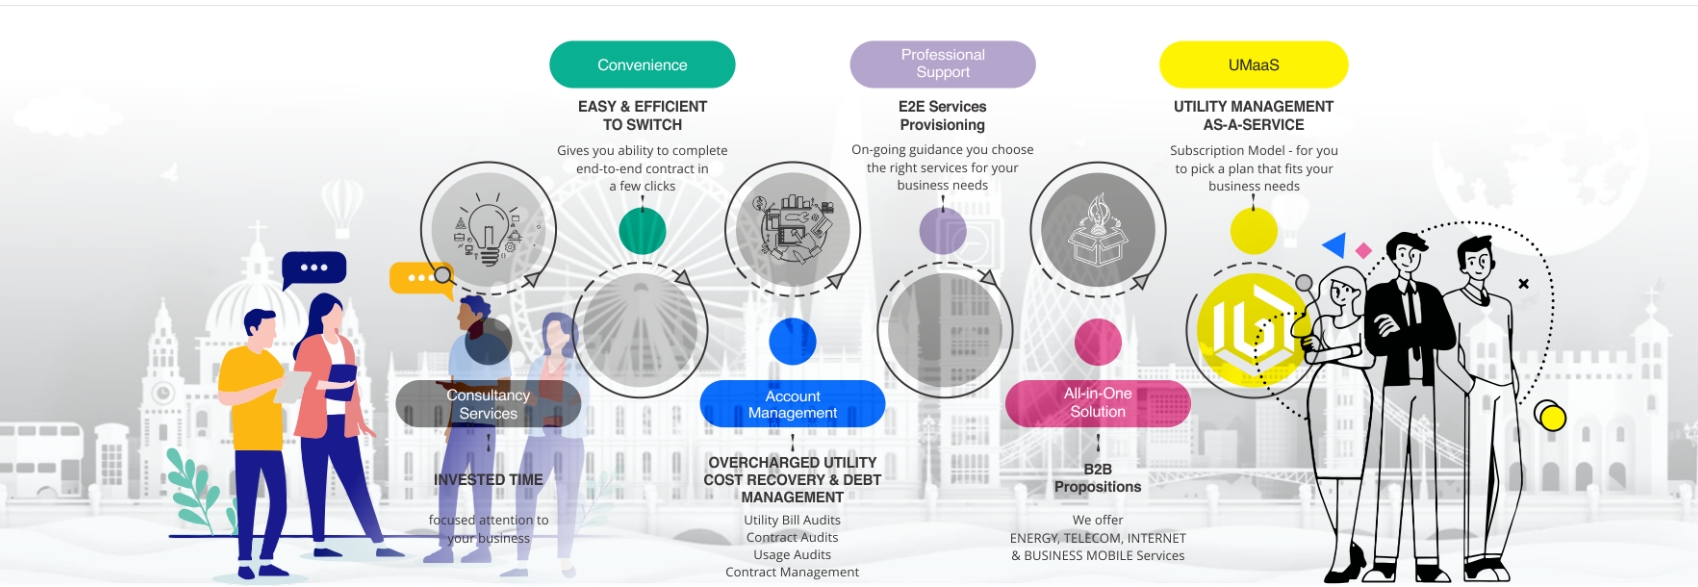 Convenience
EASY & EFFICIENT
TO SWITCH
Gives you ability to complete
end-to-end contract in
a few clicks
Professional
Support
E2E Services
Provisioning
On-going guidance you choose
the right services for your
business needs
UMaaS
UTILITY MANAGEMENT
AS-A-SERVICE
Subscription Model - for you
to pick a plan that fits your
business needs
Consultancy
Services
INVESTED TIME
focused attention to
your business
Account
Management
OVERCHARGED UTILITY
COST RECOVERY & DEBT
MANAGEMENT
Utility Bill Audits
Contract Audits
Usage Audits
Contract Management
All-in-One
Solution
B2B
Propositions
We offer
ENERGY, TELECOM, INTERNET
& BUSINESS MOBILE Services